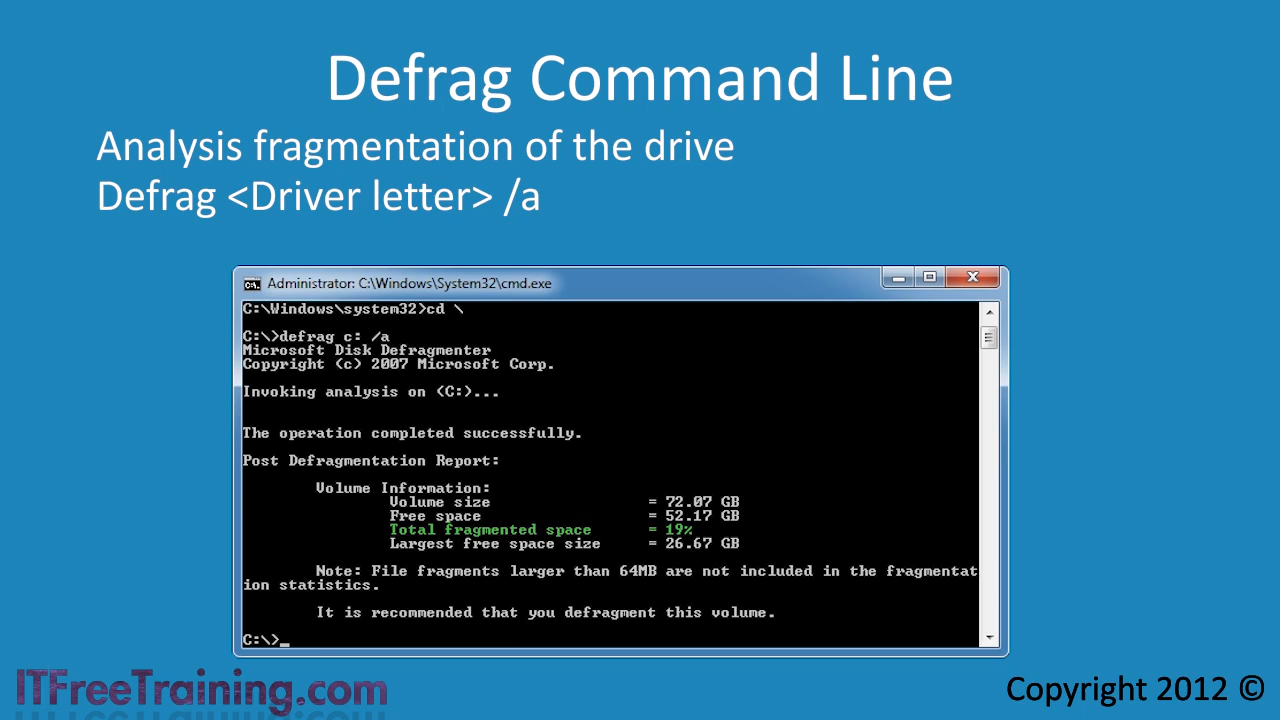 Defrag Command Line
Analysis fragmentation of the drive
Defrag <Driver letter> /a
Administrator: C:\Windows\System32\cmd.exe
C:\Windows\system32>cd \
C:\>defrag c: /a
Microsoft Disk Defragmenter
Copyright (c) 2007 Microsoft Corp.
Invoking analysis on (C:)...
The operation completed successfully.
Post Defragmentation Report:
Volume Information:
Volume size = 72.07 GB
Free space = 52.17 GB
Total fragmented space = 19%
Largest free space size = 26.67 GB
Note: File fragments larger than 64MB are not included in the fragmentat
ion statistics.
It is recommended that you defragment this volume.
C:\>_
ITFreeTraining.com
Copyright 2012 ©